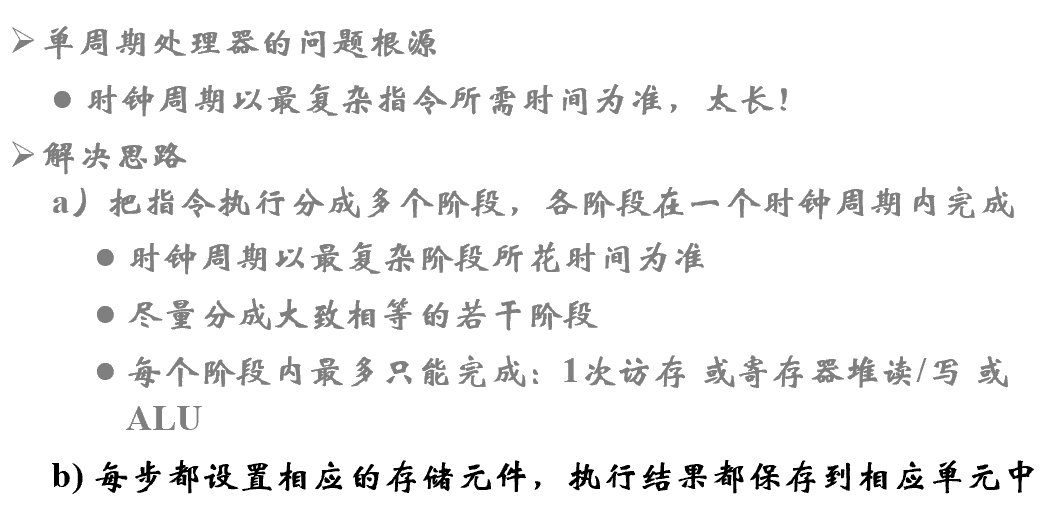 ➢单周期处理器的问题根源
●时钟周期以最复杂指令所需时间为准，太长！
➢解决思路
a）把指令执行分成多个阶段，各阶段在一个时钟周期内完成
●时钟周期以最复杂阶段所花时间为准
●尽量分成大致相等的若干阶段
●每个阶段内最多只能完成：1次访存 或寄存器堆读/写 或
ALU
b) 每步都设置相应的存储元件，执行结果都保存到相应单元中